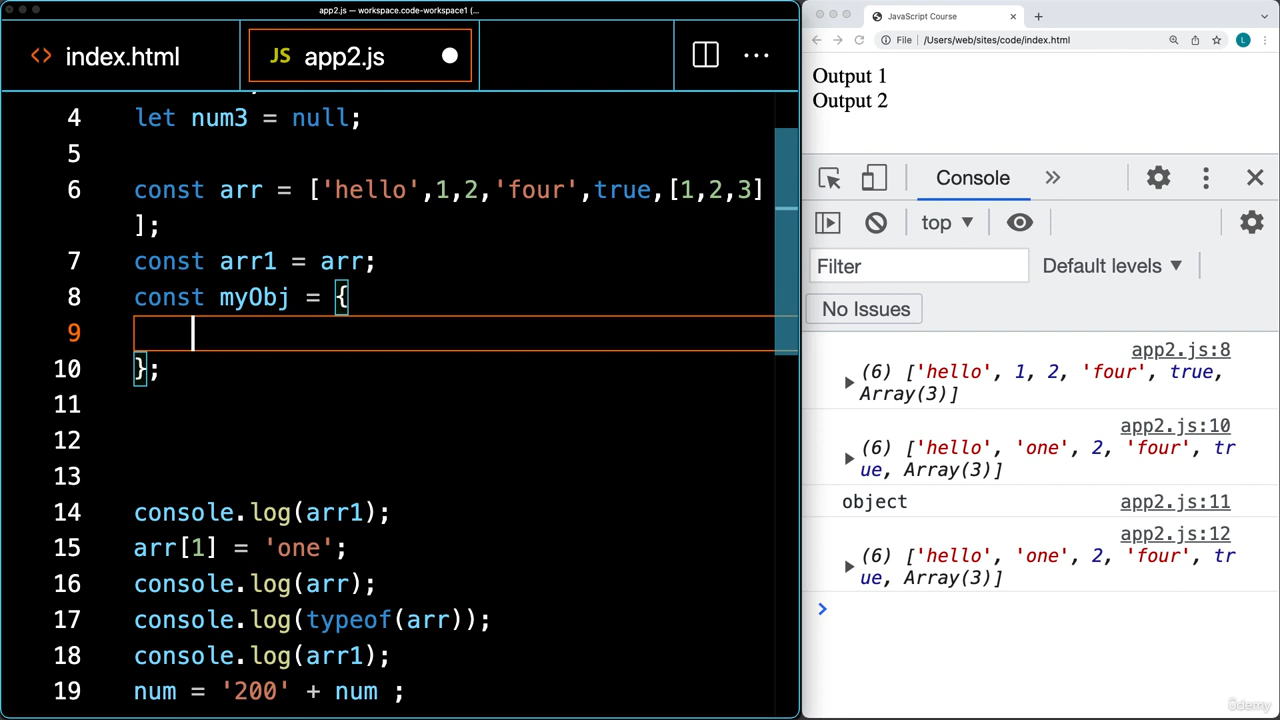 app2.js — workspace.code-workspace1 (...
<> index.html
JS app2.js
4 let num3 = null;
5
6 const arr = ['hello',1,2,'four',true,[1,2,3]
];
7 const arr1 = arr;
8 const myObj = {
9
10 };
11
12
13
14 console.log(arr1);
15 arr[1] = 'one';
16 console.log(arr);
17 console.log(typeof(arr));
18 console.log(arr1);
19 num = '200' + num ;
JavaScript Course
File /Users/web/sites/code/index.html
L
Output 1
Output 2
Console
top
Filter
Default levels
No Issues
app2.js:8
(6) ['hello', 1, 2, 'four', true,
Array(3)]
app2.js:10
(6) ['hello', 'one', 2, 'four', tr
ue, Array(3)]
object app2.js:11
app2.js:12
(6) ['hello', 'one', 2, 'four', tr
ue, Array(3)]
ûdemy